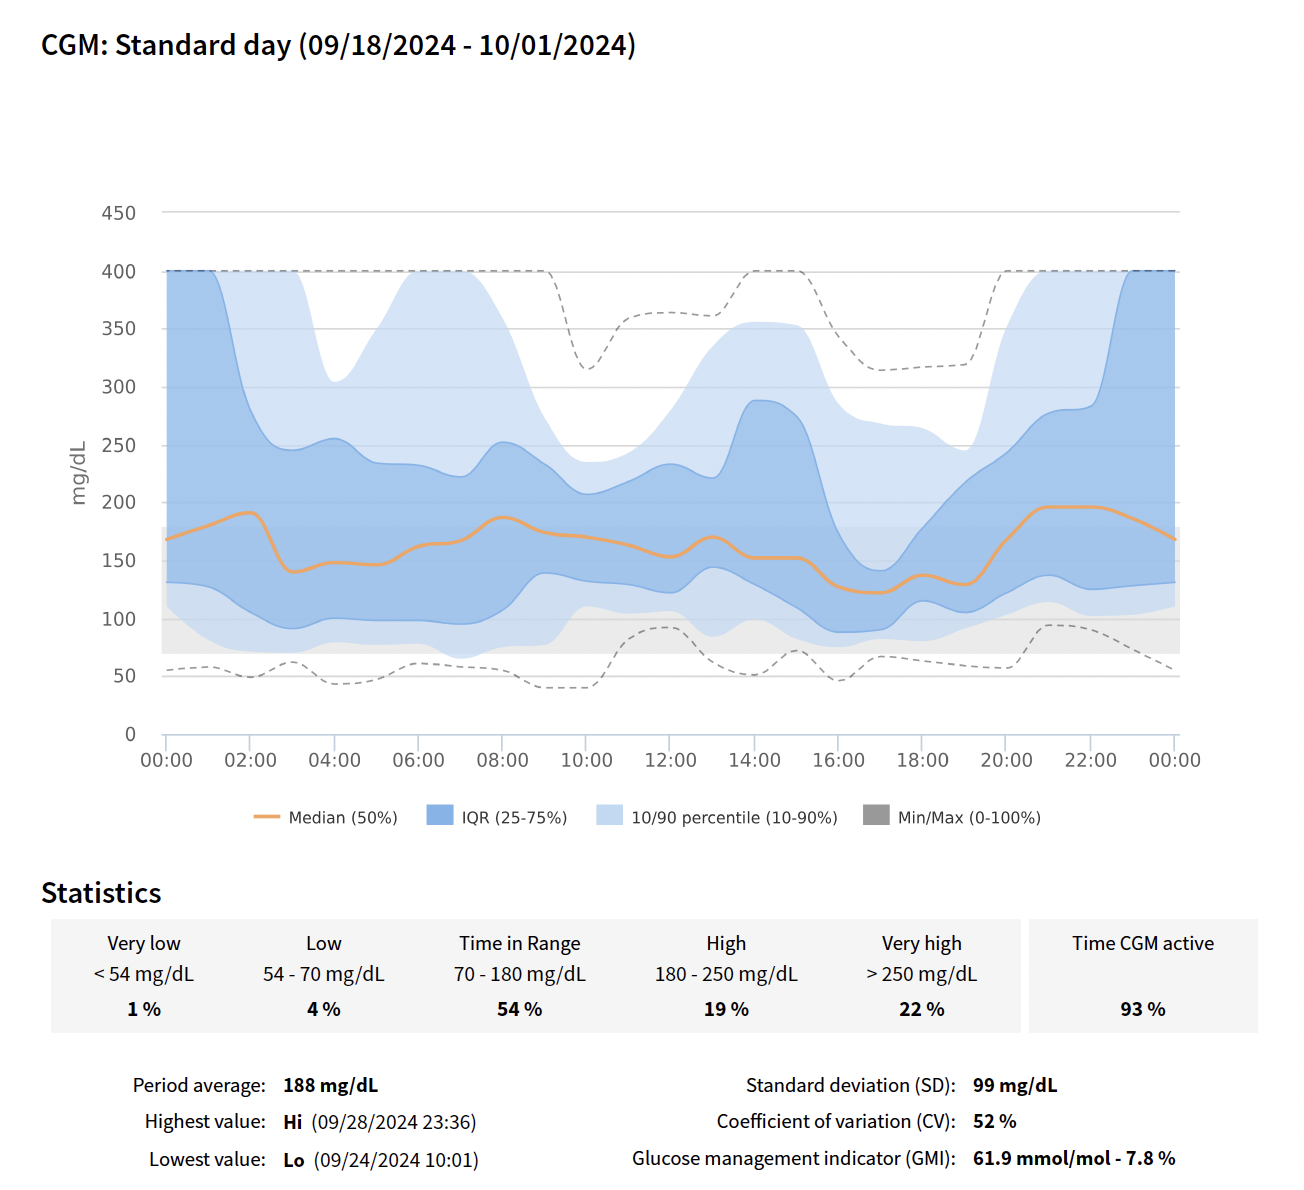 CGM: Standard day (09/18/2024 - 10/01/2024)
450
400
350
300
250
200
150
100
50
0
mg/dL
00:00 02:00 04:00 06:00 08:00 10:00 12:00 14:00 16:00 18:00 20:00 22:00 00:00
Median (50%) IQR (25-75%) 10/90 percentile (10-90%) Min/Max (0-100%)
Statistics
Very low Low Time in Range High Very high Time CGM active
< 54 mg/dL 54 - 70 mg/dL 70 - 180 mg/dL 180 - 250 mg/dL > 250 mg/dL
1 % 4 % 54 % 19 % 22 % 93 %
Period average: 188 mg/dL Standard deviation (SD): 99 mg/dL
Highest value: Hi (09/28/2024 23:36) Coefficient of variation (CV): 52 %
Lowest value: Lo (09/24/2024 10:01) Glucose management indicator (GMI): 61.9 mmol/mol - 7.8 %